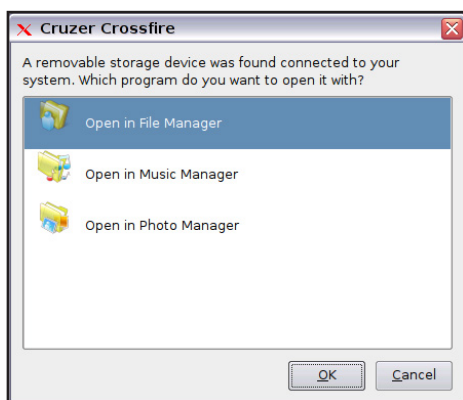 Cruzer Crossfire
A removable storage device was found connected to your
system. Which program do you want to open it with?
Open in File Manager
Open in Music Manager
Open in Photo Manager
OK
Cancel